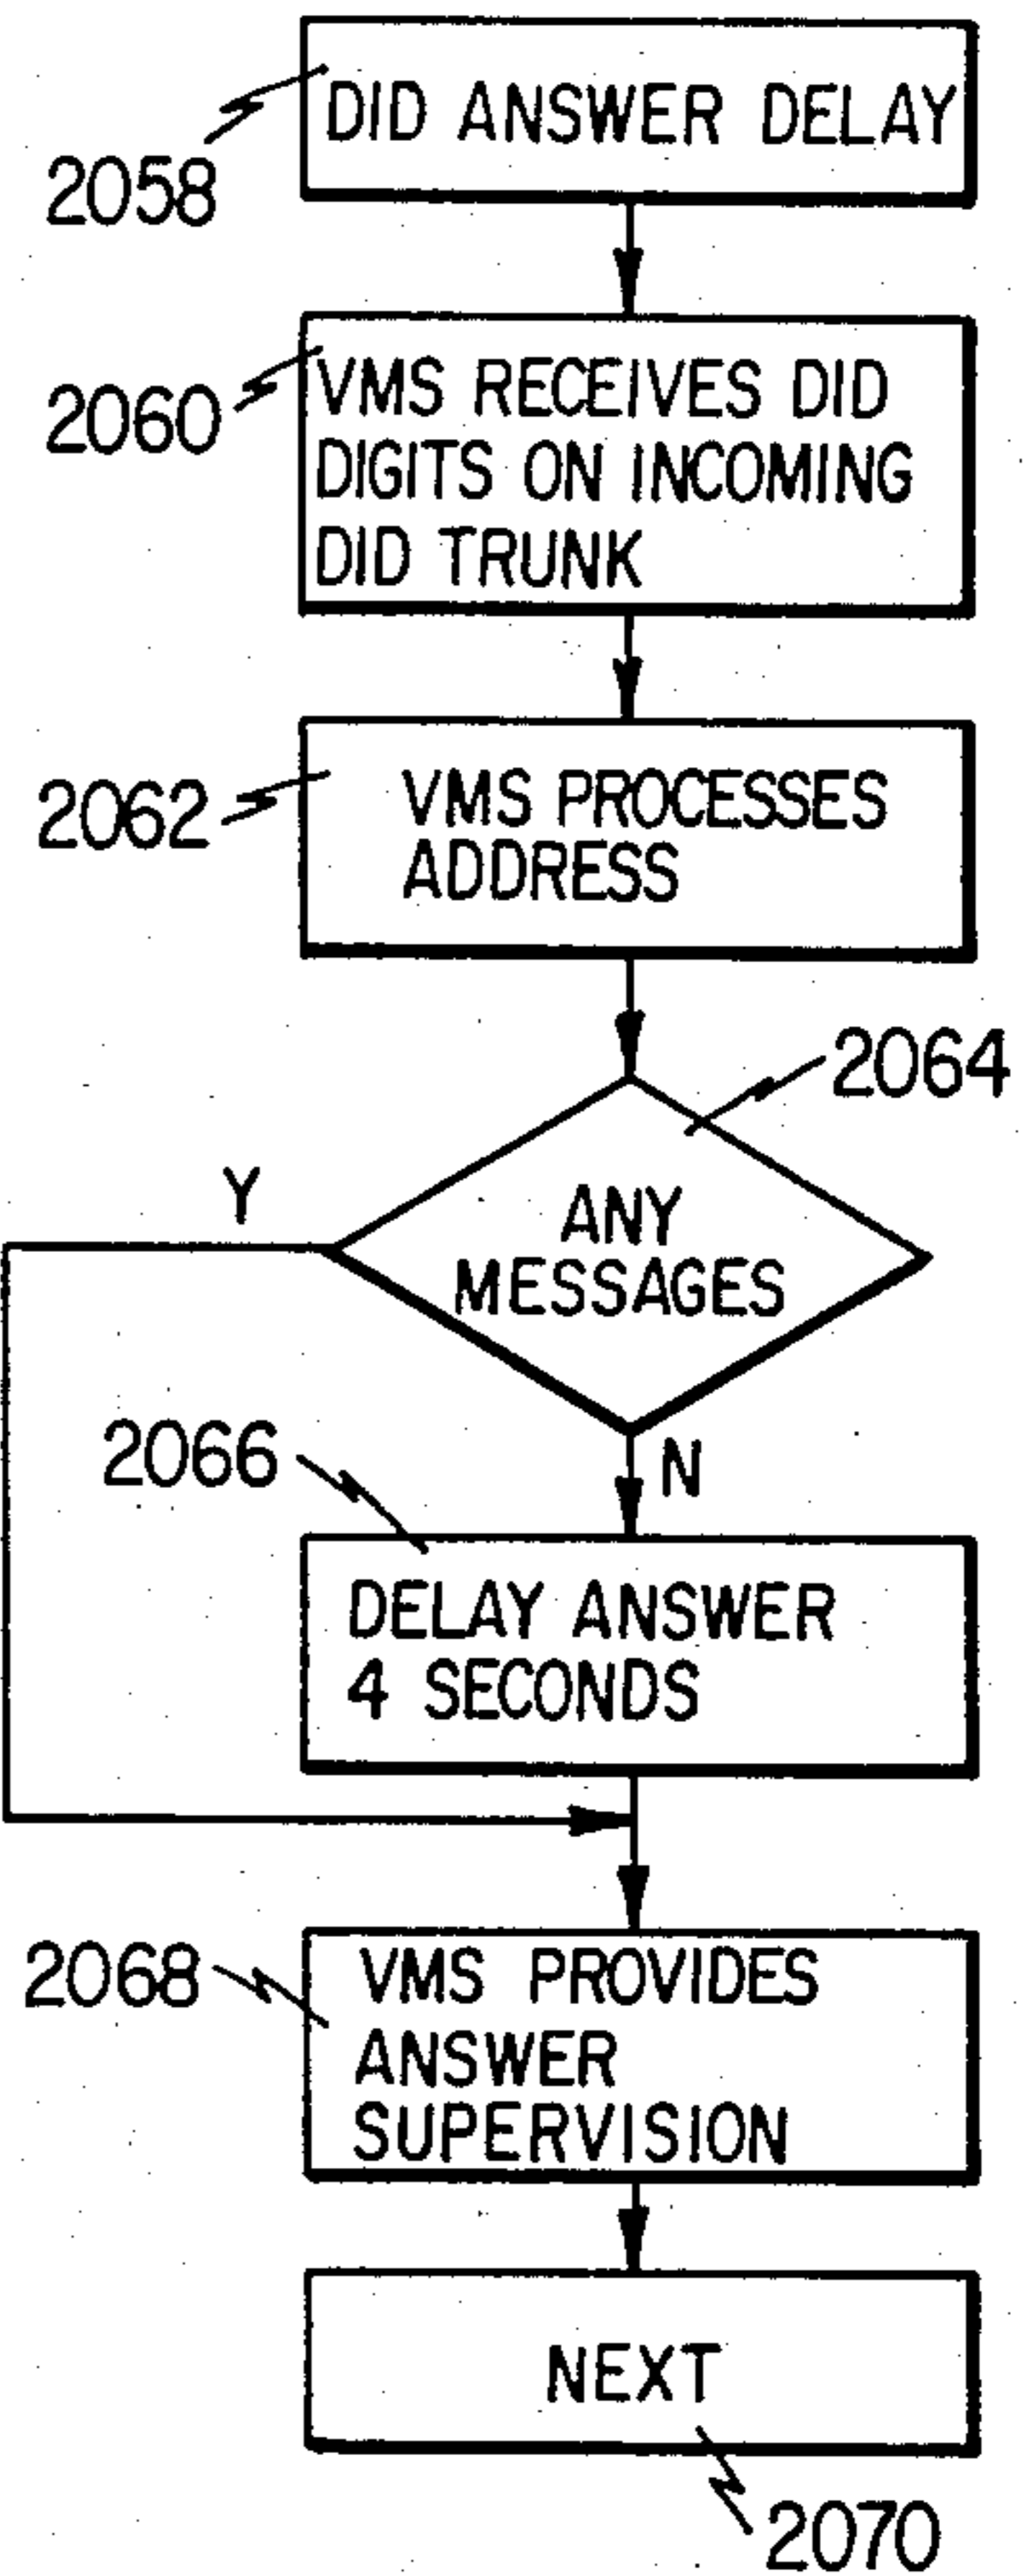 DID ANSWER DELAY
2058
2060
VMS RECEIVES DID
DIGITS ON INCOMING
DID TRUNK
2062
VMS PROCESSES
ADDRESS
2064
Y
ANY
MESSAGES
2066
N
DELAY ANSWER
4 SECONDS
2068
VMS PROVIDES
ANSWER
SUPERVISION
NEXT
2070